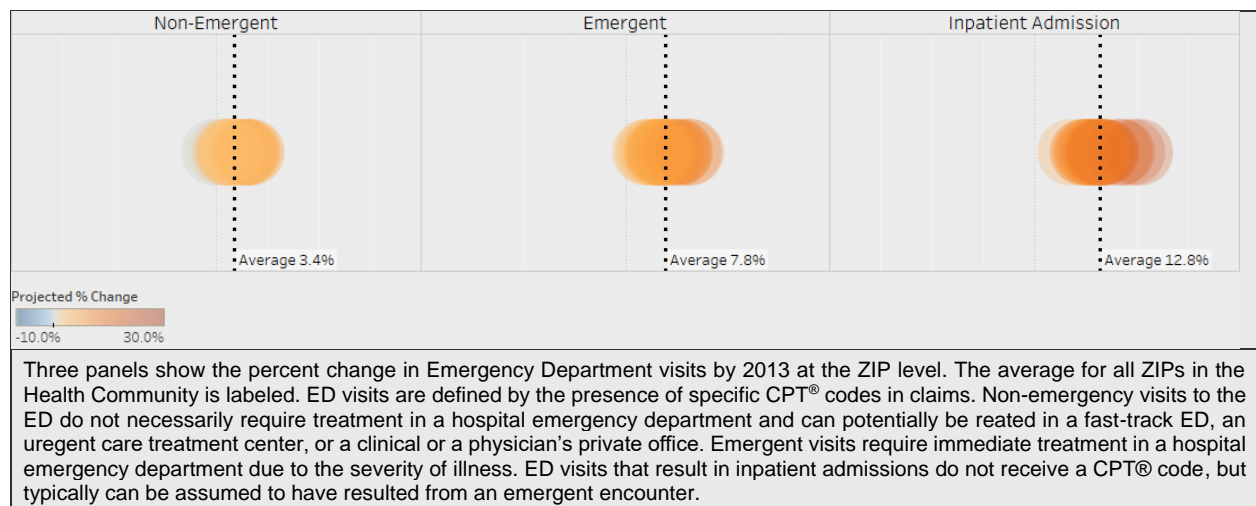 Non-Emergent Emergent Inpatient Admission
Average 3.4% Average 7.8% Average 12.8%
Projected % Change
-10.0% 30.0%
Three panels show the percent change in Emergency Department visits by 2013 at the ZIP level. The average for all ZIPs in the
Health Community is labeled. ED visits are defined by the presence of specific CPT® codes in claims. Non-emergency visits to the
ED do not necessarily require treatment in a hospital emergency department and can potentially be reated in a fast-track ED, an
uregent care treatment center, or a clinical or a physician's private office. Emergent visits require immediate treatment in a hospital
emergency department due to the severity of illness. ED visits that result in inpatient admissions do not receive a CPT® code, but
typically can be assumed to have resulted from an emergent encounter.